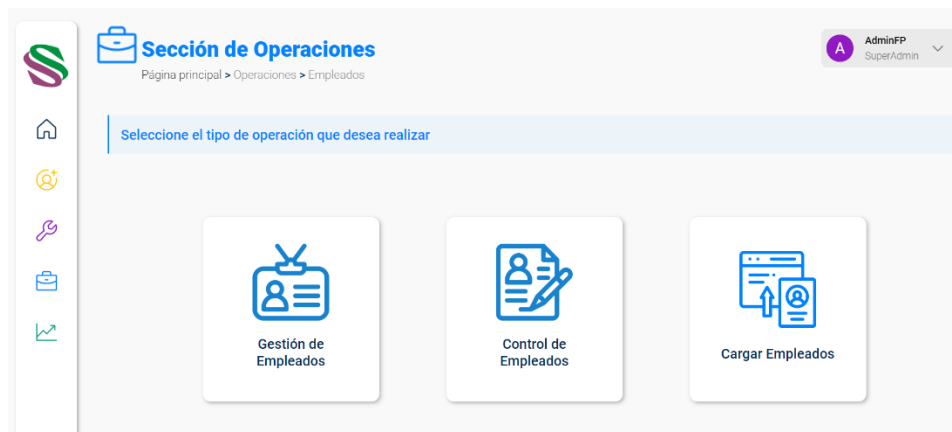 Sección de Operaciones
Página principal > Operaciones > Empleados
A
AdminFP
SuperAdmin
Seleccione el tipo de operación que desea realizar
Gestión de
Empleados
Control de
Empleados
Cargar Empleados